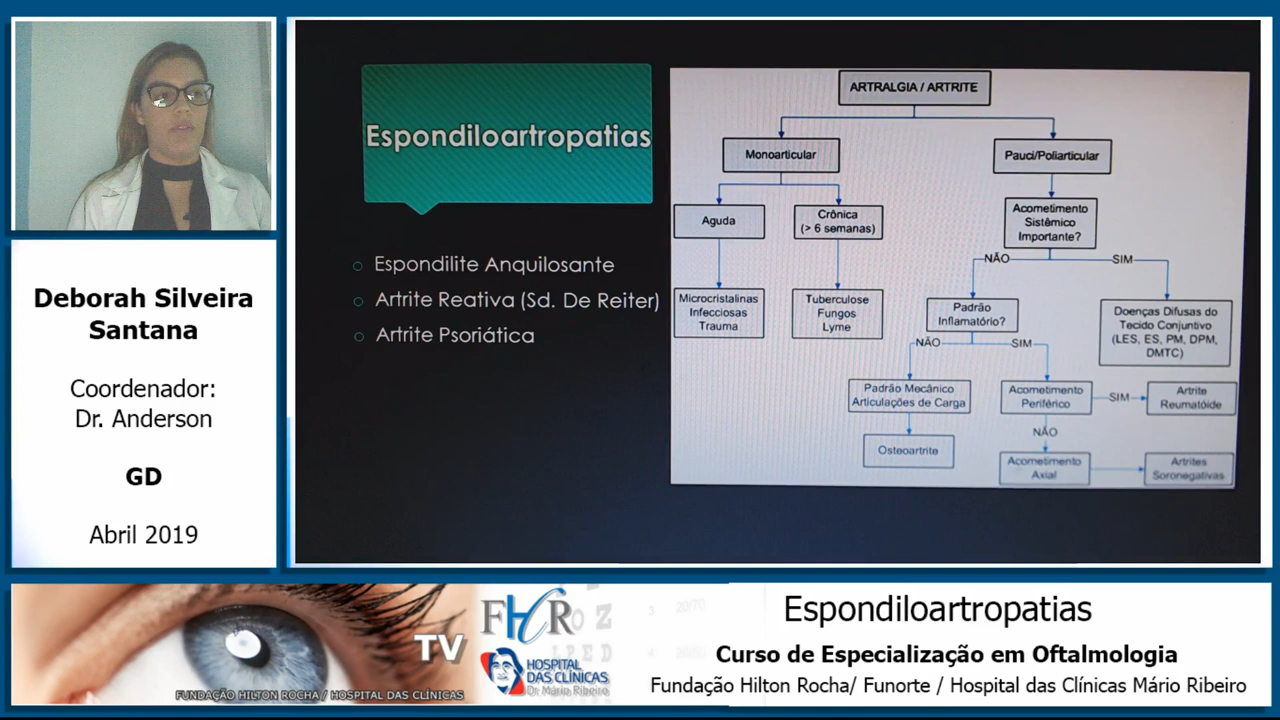 Deborah Silveira
Santana
Coordenador:
Dr. Anderson
GD
Abril 2019
Espondiloartropatias
Espondilite Anquilosante
Artrite Reativa (Sd. De Reiter)
Artrite Psoriática
ARTRALGIA / ARTRITE
Monoarticular
Pauci/Poliarticular
Aguda
Crônica
(> 6 semanas)
Acometimento
Sistêmico
Importante?
NÃO
SIM
Microcristalinas
Infecciosas
Trauma
Tuberculose
Fungos
Lyme
Padrão
Inflamatório?
Doenças Difusas do
Tecido Conjuntivo
(LES, ES, PM, DPM,
DMTC)
NÃO
SIM
Padrão Mecânico
Articulações de Carga
Acometimento
Periférico
SIM
Artrite
Reumatóide
NÃO
Osteoartrite
Acometimento
Axial
Artrites
Soronegativas
TV
FUNDAÇÃO HILTON ROCHA / HOSPITAL DAS CLÍNICAS
FHR
HOSPITAL
DAS CLÍNICAS
Dr Mário Ribeiro
Espondiloartropatias
Curso de Especialização em Oftalmologia
Fundação Hilton Rocha/ Funorte / Hospital das Clínicas Mário Ribeiro